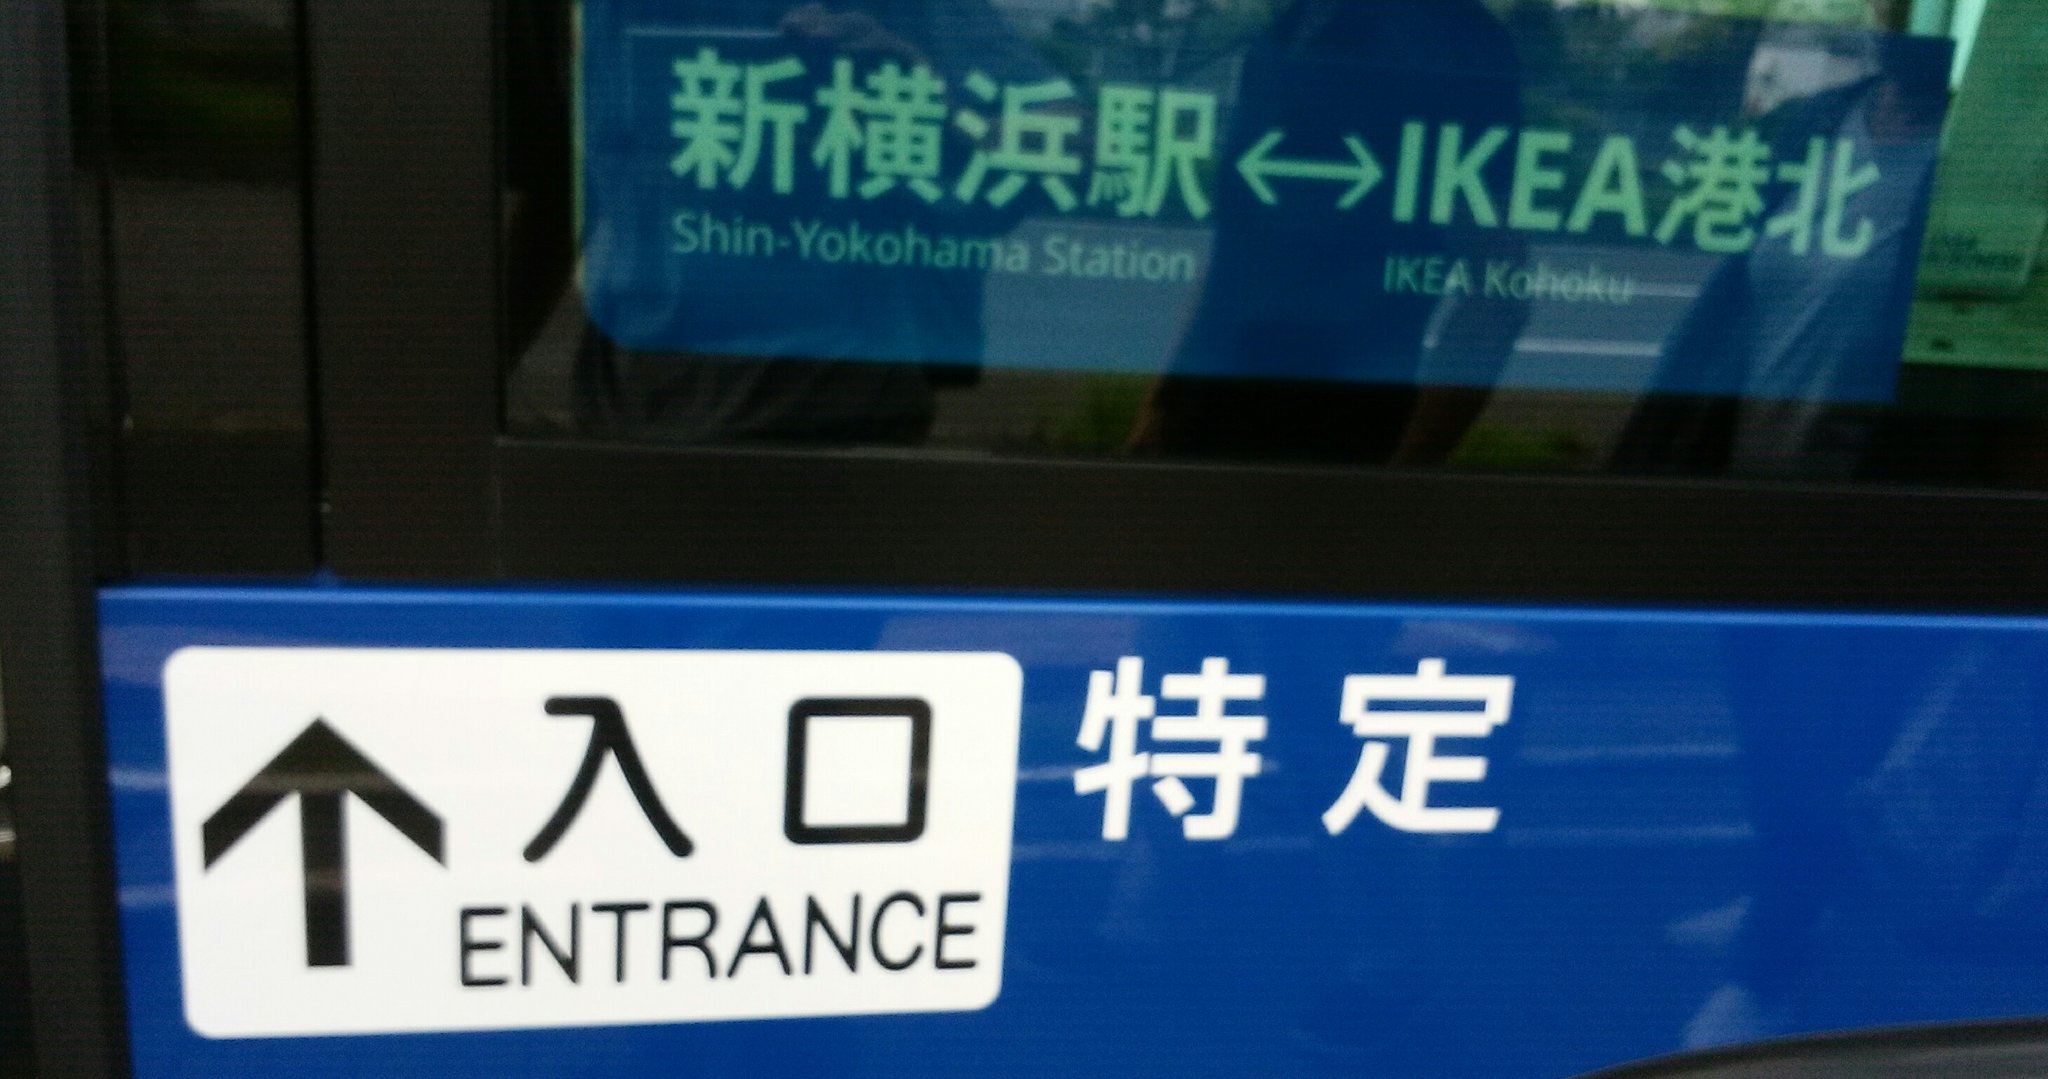 新横浜駅↔IKEA港北
Shin-Yokohama Station IKEA Kohoku
入口 特定
ENTRANCE